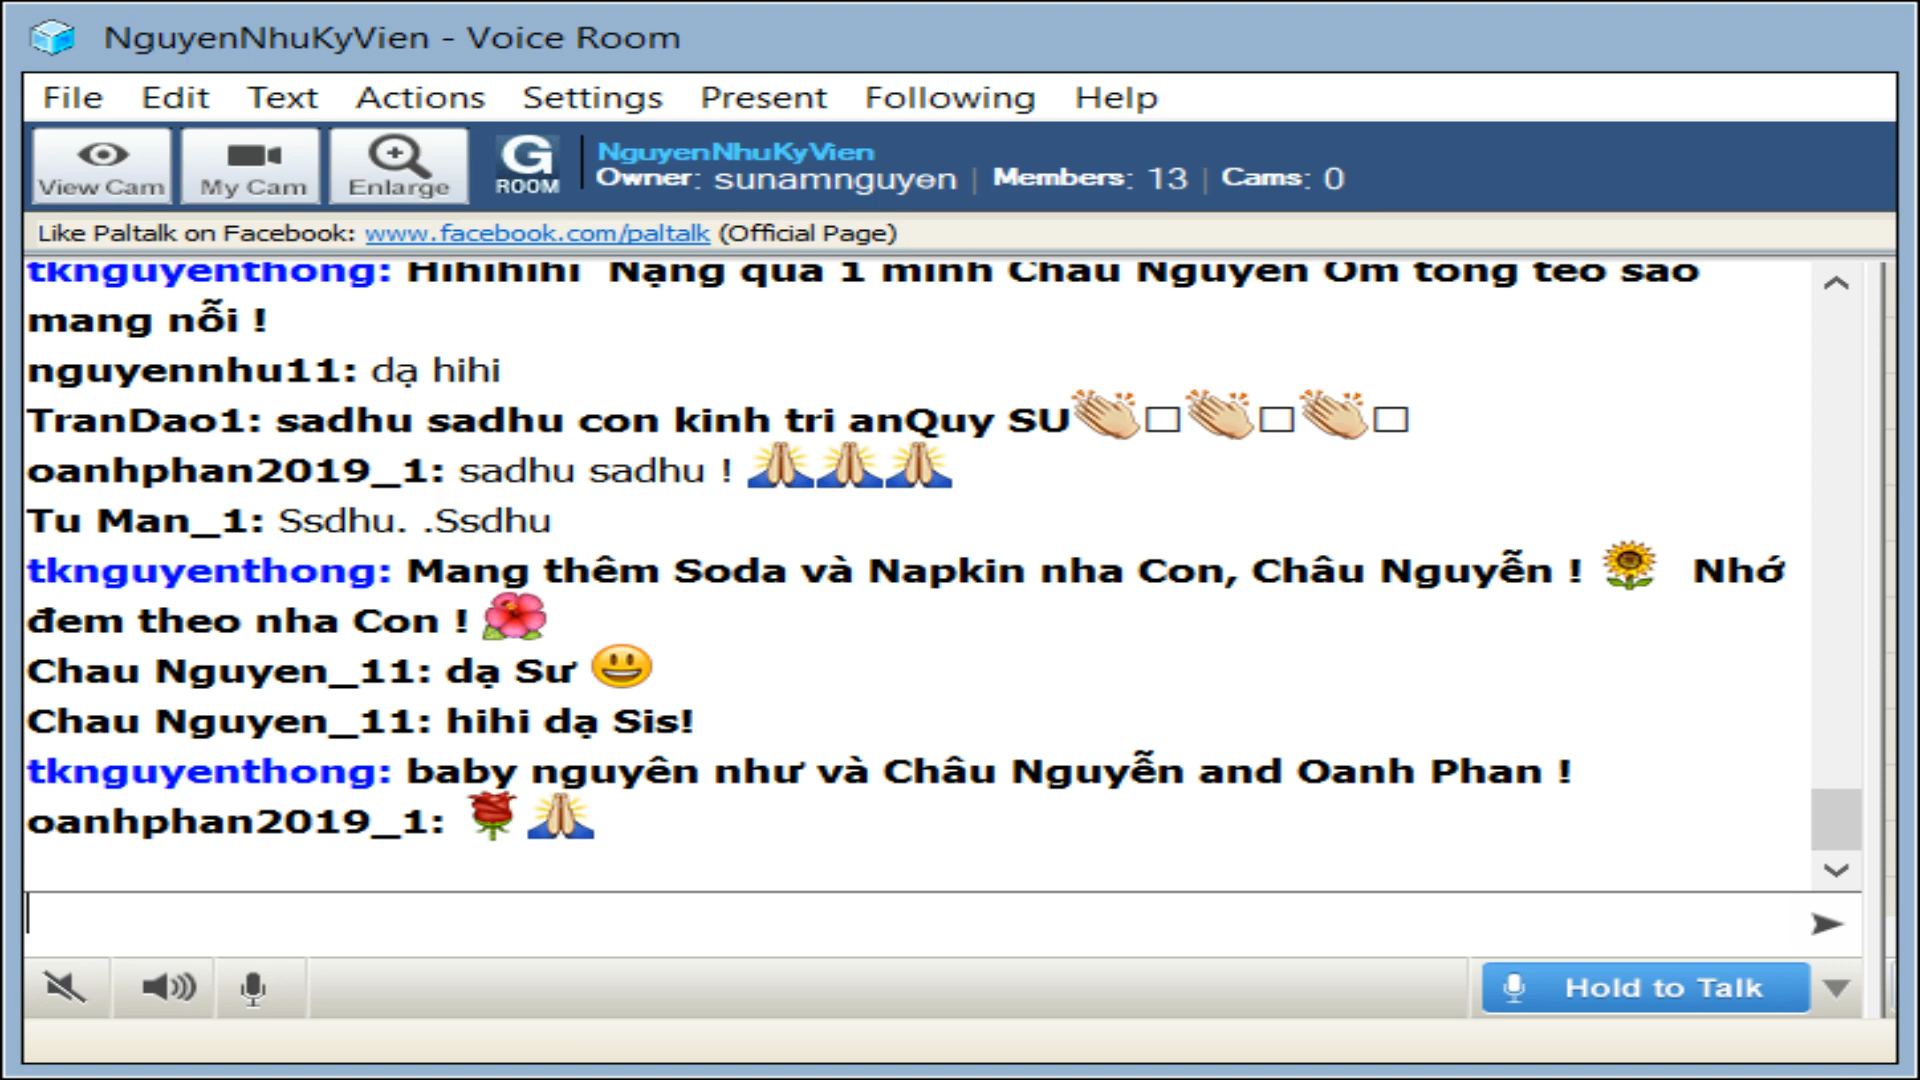 NguyenNhuKyVien - Voice Room
File Edit Text Actions Settings Present Following Help
View Cam My Cam Enlarge G ROOM NguyenNhuKyVien
Owner: sunamnguyen | Members: 13 | Cams: 0
Like Paltalk on Facebook: www.facebook.com/paltalk (Official Page)
tknguyenthong: Hihihihi Nặng qua 1 minh Chau Nguyen Om tong teo sao
mang nỗi !
nguyennhu11: dạ hihi
TranDao1: sadhu sadhu con kinh tri anQuy SU👏□👏□👏□
oanhphan2019_1: sadhu sadhu ! 🙏🙏🙏
Tu Man_1: Ssdhu. .Ssdhu
tknguyenthong: Mang thêm Soda và Napkin nha Con, Châu Nguyễn ! 🌻 Nhớ
đem theo nha Con ! 🌺
Chau Nguyen_11: dạ Sư 😃
Chau Nguyen_11: hihi dạ Sis!
tknguyenthong: baby nguyên như và Châu Nguyễn and Oanh Phan !
oanhphan2019_1: 🌹🙏
Hold to Talk